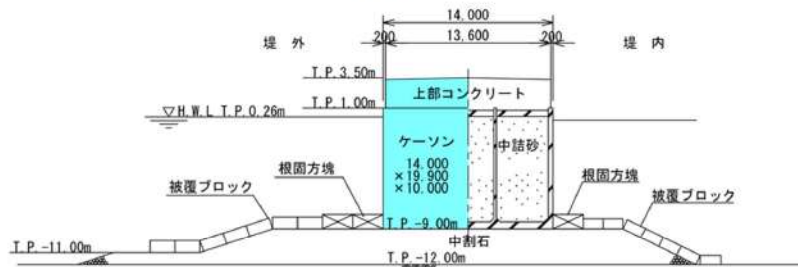 14,000
堤 外
200
13,600
200
堤 内
T.P.3.50m
上部コンクリート
T.P.1.00m
▽H.W.L T.P.0.26m
ケーソン
中詰砂
14.000
×19.900
×10.000
根固方塊
根固方塊
被覆ブロック
被覆ブロック
T.P.-9.00m
中割石
T.P.-11.00m
T.P.-12.00m